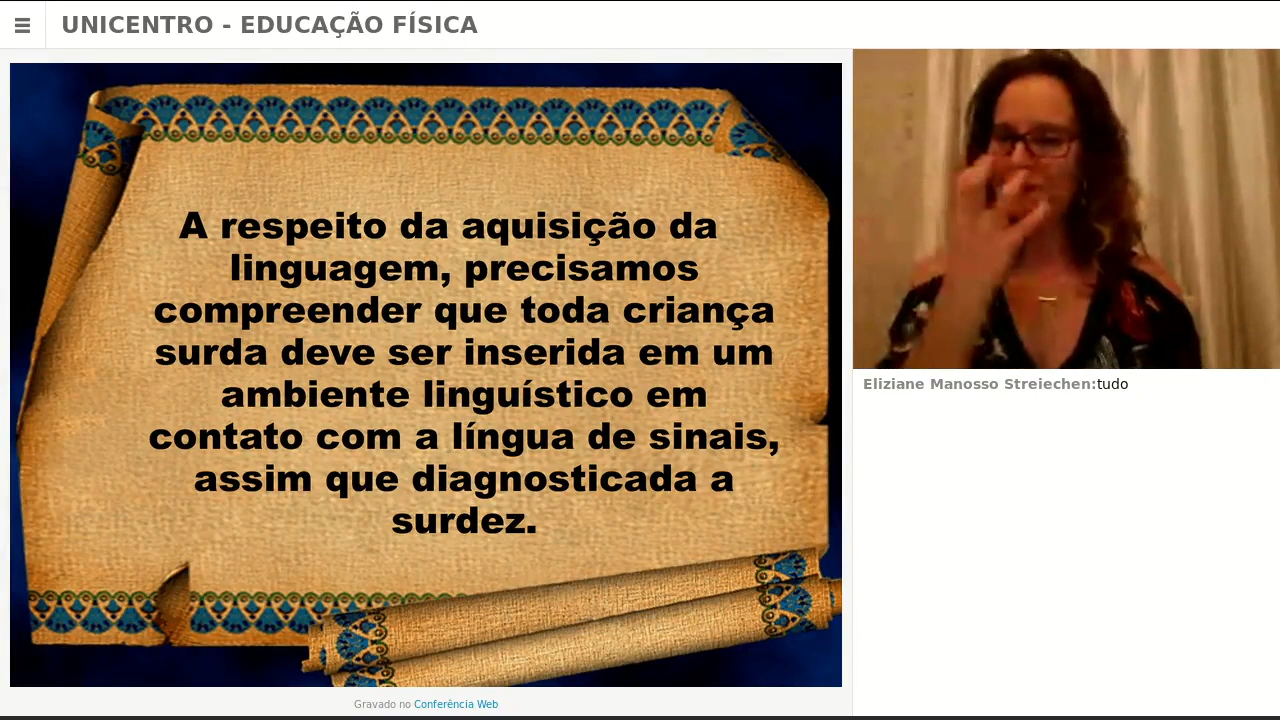 UNICENTRO - EDUCAÇÃO FÍSICA
A respeito da aquisição da
linguagem, precisamos
compreender que toda criança
surda deve ser inserida em um
ambiente linguístico em
contato com a língua de sinais,
assim que diagnosticada a
surdez.
Eliziane Manosso Streiechen:tudo
Gravado no Conferência Web